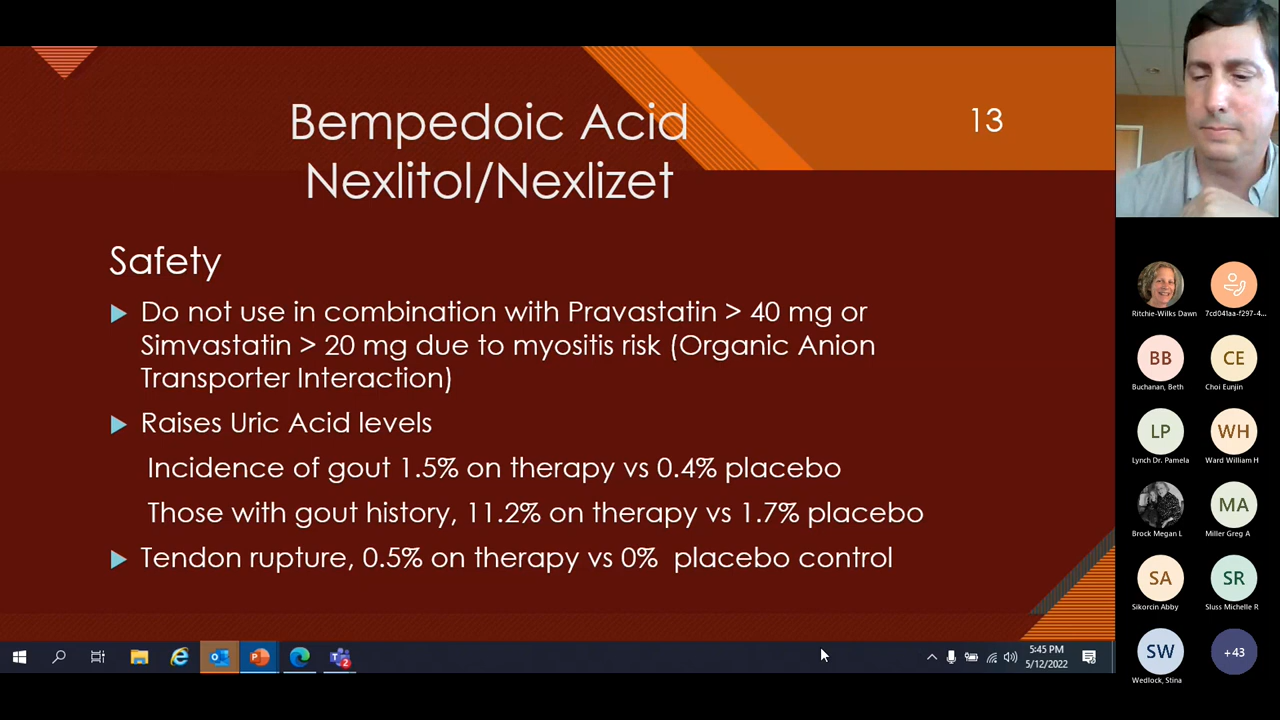 Bempedoic Acid
Nexlitol/Nexlizet
13
Safety
Do not use in combination with Pravastatin > 40 mg or
Simvastatin > 20 mg due to myositis risk (Organic Anion
Transporter Interaction)
Raises Uric Acid levels
Incidence of gout 1.5% on therapy vs 0.4% placebo
Those with gout history, 11.2% on therapy vs 1.7% placebo
Tendon rupture, 0.5% on therapy vs 0% placebo control
2
5:45 PM
5/12/2022
Ritchie-Wilks Dawn
7cd041aa-f297-4...
BB
Buchanan, Beth
CE
Choi Eunjin
LP
Lynch Dr. Pamela
WH
Ward William H
Brock Megan L
MA
Miller Greg A
SA
Sikorcin Abby
SR
Sluss Michelle R
SW
Wedlock, Stina
+43